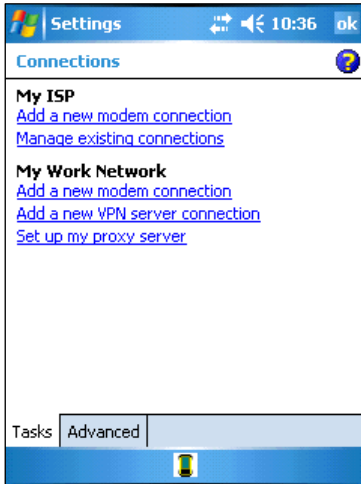 Settings 10:36 ok
Connections ?
My ISP
Add a new modem connection
Manage existing connections
My Work Network
Add a new modem connection
Add a new VPN server connection
Set up my proxy server
Tasks Advanced